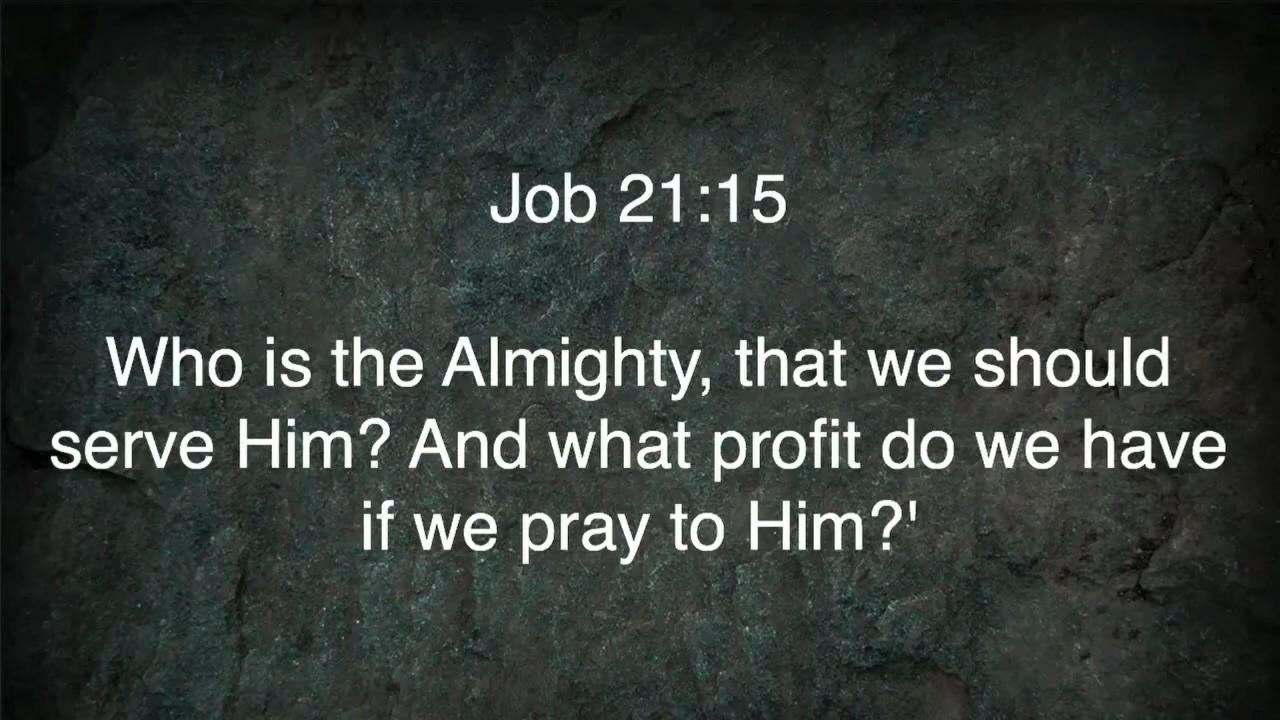 Job 21:15
Who is the Almighty, that we should
serve Him? And what profit do we have
if we pray to Him?'